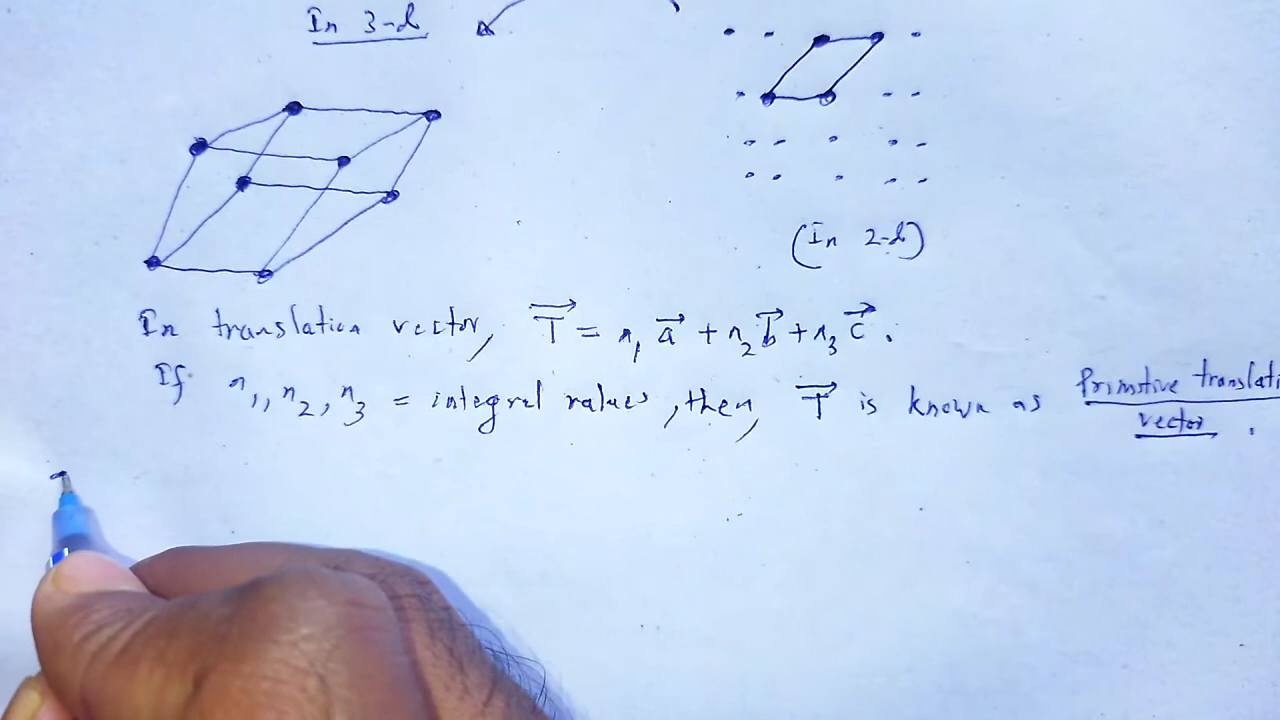 In 3-d
(In 2-d)
In translation vector, T⃗ = n₁ a⃗ + n₂ b⃗ + n₃ c⃗ .
If n₁, n₂, n₃ = integral values, then, T⃗ is known as Primitive translati
vector .